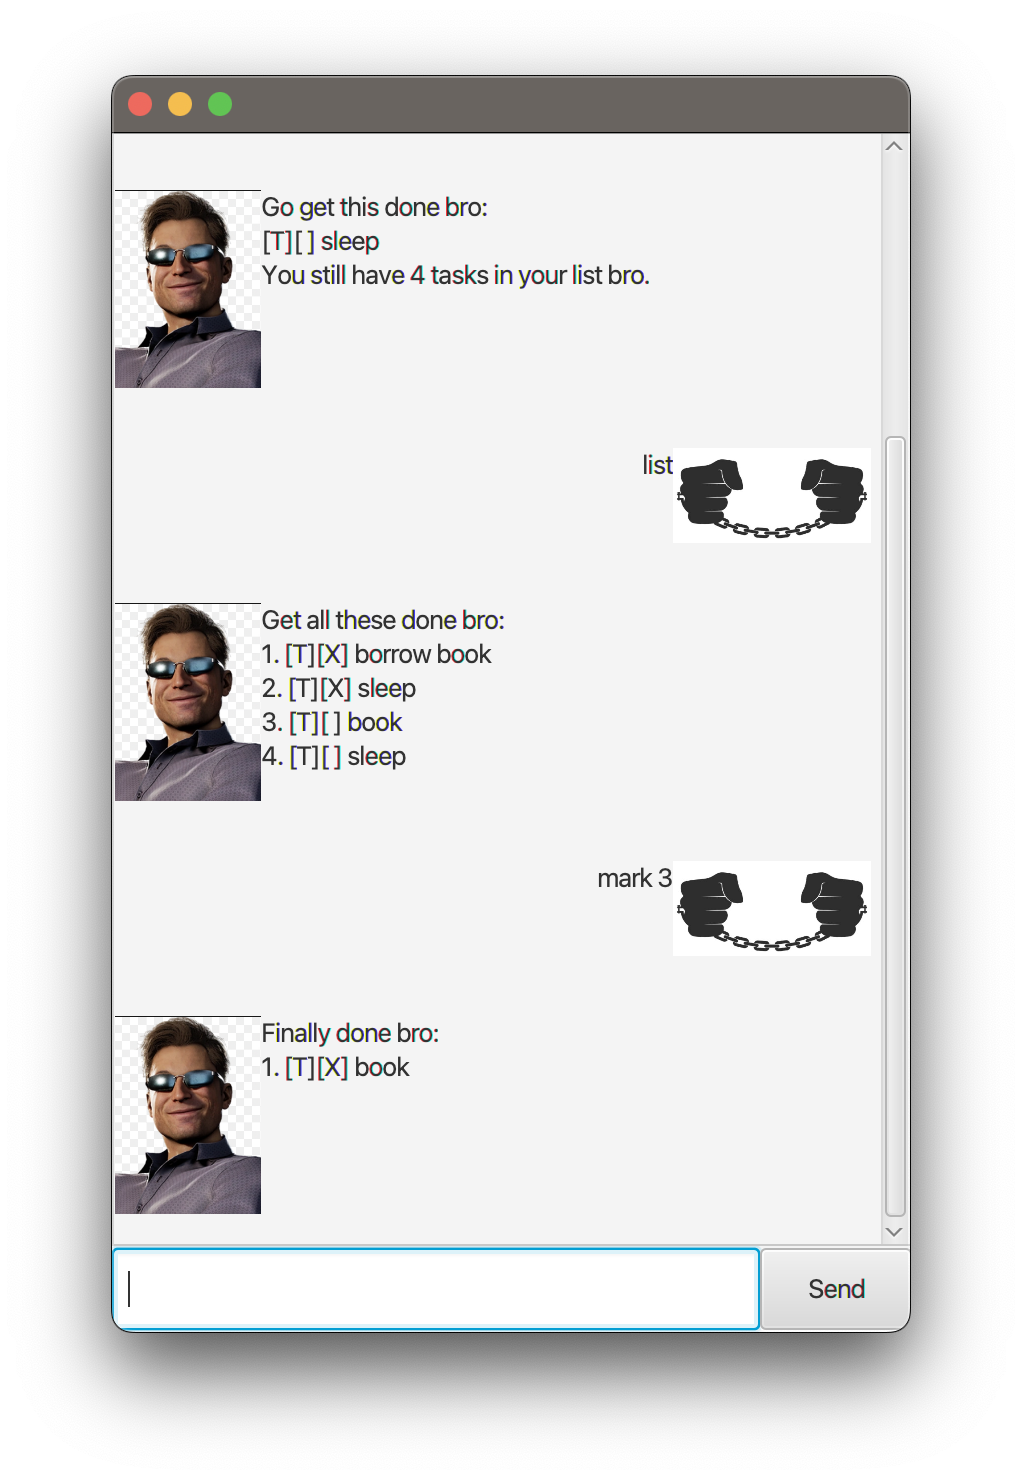 Go get this done bro:
[T][ ] sleep
You still have 4 tasks in your list bro.
list
Get all these done bro:
1. [T][X] borrow book
2. [T][X] sleep
3. [T][ ] book
4. [T][ ] sleep
mark 3
Finally done bro:
1. [T][X] book
Send